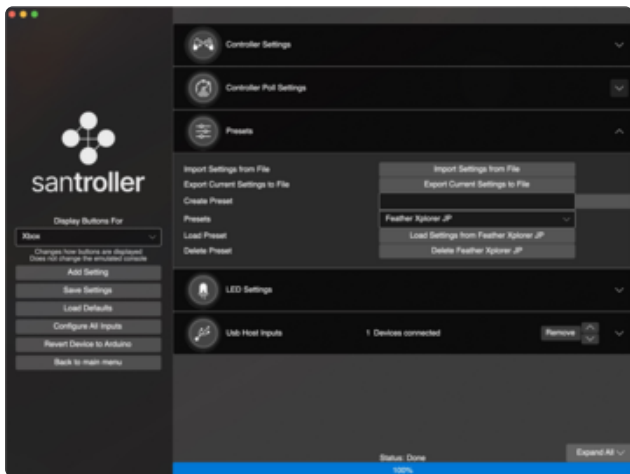 santroller
Display Buttons For
Xbox
Changes how buttons are displayed
Does not change the emulated console
Add Setting
Save Settings
Load Defaults
Configure All Inputs
Revert Device to Arduino
Back to main menu
Controller Settings
Controller Poll Settings
Presets
Import Settings from File
Import Settings from File
Export Current Settings to File
Export Current Settings to File
Create Preset
Presets
Feather Xplorer JP
Load Preset
Load Settings from Feather Xplorer JP
Delete Preset
Delete Feather Xplorer JP
LED Settings
Usb Host Inputs
1 Devices connected
Remove
Status: Done
Expand All
100%